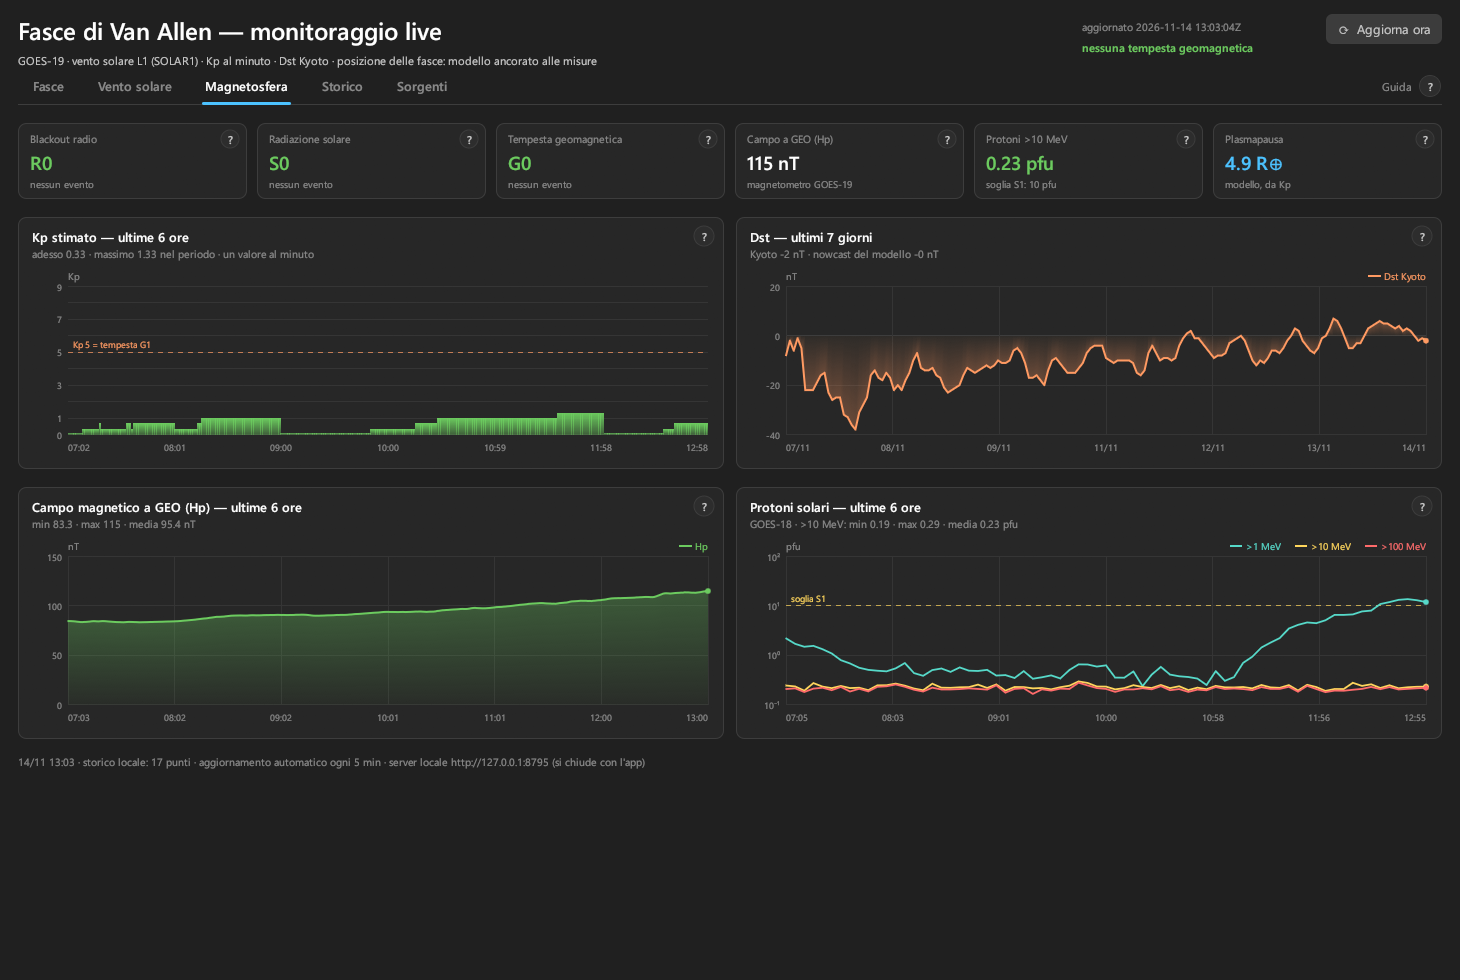 Fasce di Van Allen — monitoraggio live
GOES-19 · vento solare L1 (SOLAR1) · Kp al minuto · Dst Kyoto · posizione delle fasce: modello ancorato alle misure
aggiornato 2026-11-14 13:03:04Z
nessuna tempesta geomagnetica
⟳ Aggiorna ora
Fasce Vento solare Magnetosfera Storico Sorgenti Guida ?
Blackout radio ?
R0
nessun evento
Radiazione solare ?
S0
nessun evento
Tempesta geomagnetica ?
G0
nessun evento
Campo a GEO (Hp) ?
115 nT
magnetometro GOES-19
Protoni >10 MeV ?
0.23 pfu
soglia S1: 10 pfu
Plasmapausa ?
4.9 R⊕
modello, da Kp
Kp stimato — ultime 6 ore ?
adesso 0.33 · massimo 1.33 nel periodo · un valore al minuto
Kp
9
7
Kp 5 = tempesta G1
5
3
1
0
07:02 08:01 09:00 10:00 10:59 11:58 12:58
Dst — ultimi 7 giorni ?
Kyoto -2 nT · nowcast del modello -0 nT
nT
Dst Kyoto
20
0
-20
-40
07/11 08/11 09/11 11/11 12/11 13/11 14/11
Campo magnetico a GEO (Hp) — ultime 6 ore ?
min 83.3 · max 115 · media 95.4 nT
nT
Hp
150
100
50
0
07:03 08:02 09:02 10:01 11:01 12:00 13:00
Protoni solari — ultime 6 ore ?
GOES-18 · >10 MeV: min 0.19 · max 0.29 · media 0.23 pfu
pfu
>1 MeV >10 MeV >100 MeV
10³
soglia S1
10¹
10⁰
10⁻¹
07:05 08:03 09:01 10:00 10:58 11:56 12:55
14/11 13:03 · storico locale: 17 punti · aggiornamento automatico ogni 5 min · server locale http://127.0.0.1:8795 (si chiude con l'app)